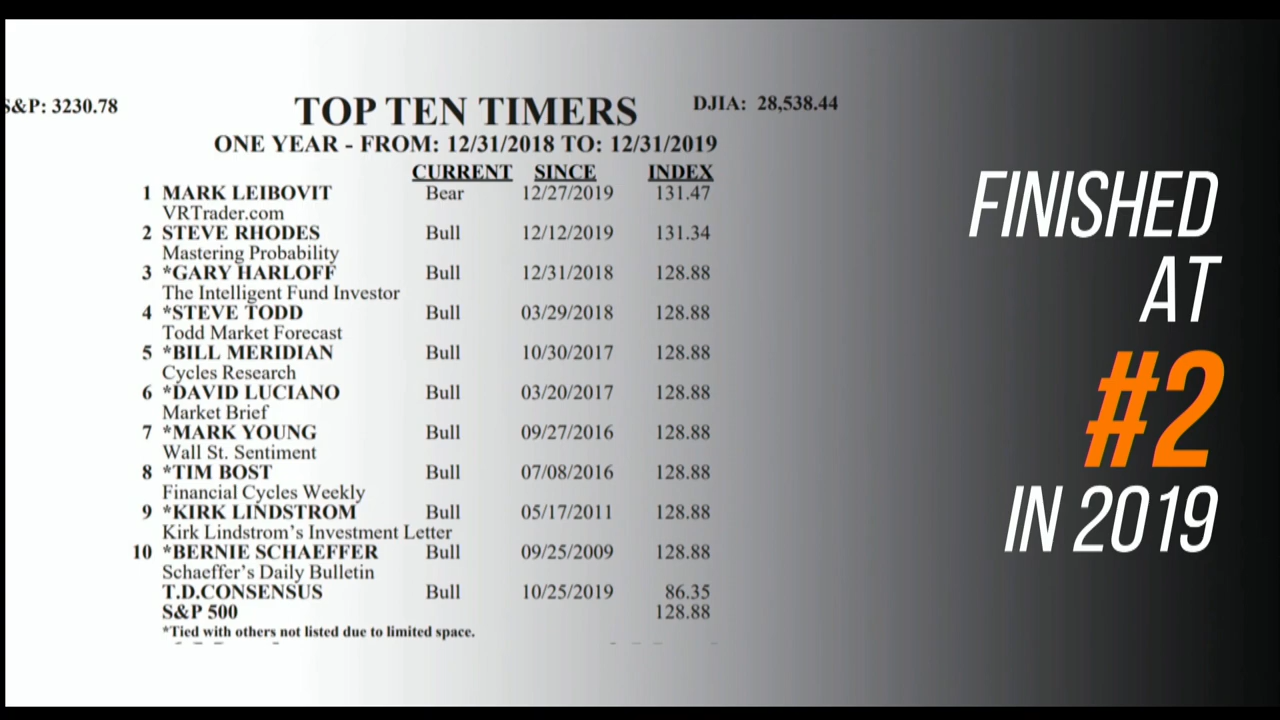 S&P: 3230.78
TOP TEN TIMERS
DJIA: 28,538.44
ONE YEAR - FROM: 12/31/2018 TO: 12/31/2019
CURRENT SINCE INDEX
1 MARK LEIBOVIT Bear 12/27/2019 131.47
VRTrader.com
2 STEVE RHODES Bull 12/12/2019 131.34
Mastering Probability
3 *GARY HARLOFF Bull 12/31/2018 128.88
The Intelligent Fund Investor
4 *STEVE TODD Bull 03/29/2018 128.88
Todd Market Forecast
5 *BILL MERIDIAN Bull 10/30/2017 128.88
Cycles Research
6 *DAVID LUCIANO Bull 03/20/2017 128.88
Market Brief
7 *MARK YOUNG Bull 09/27/2016 128.88
Wall St. Sentiment
8 *TIM BOST Bull 07/08/2016 128.88
Financial Cycles Weekly
9 *KIRK LINDSTROM Bull 05/17/2011 128.88
Kirk Lindstrom's Investment Letter
10 *BERNIE SCHAEFFER Bull 09/25/2009 128.88
Schaeffer's Daily Bulletin
T.D.CONSENSUS Bull 10/25/2019 86.35
S&P 500 128.88
*Tied with others not listed due to limited space.
FINISHED
AT
#2
IN 2019